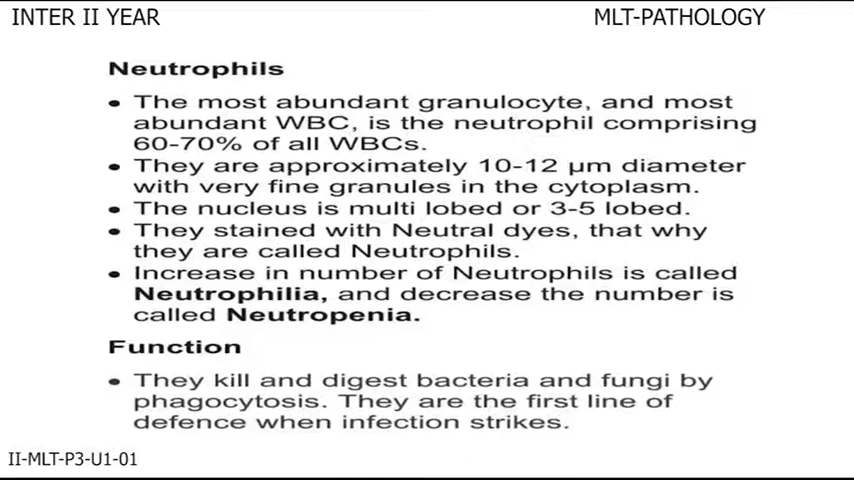 INTER II YEAR
MLT-PATHOLOGY
Neutrophils
• The most abundant granulocyte, and most
abundant WBC, is the neutrophil comprising
60-70% of all WBCs.
• They are approximately 10-12 μm diameter
with very fine granules in the cytoplasm.
• The nucleus is multi lobed or 3-5 lobed.
• They stained with Neutral dyes, that why
they are called Neutrophils.
• Increase in number of Neutrophils is called
Neutrophilia, and decrease the number is
called Neutropenia.
Function
• They kill and digest bacteria and fungi by
phagocytosis. They are the first line of
defence when infection strikes.
II-MLT-P3-U1-01